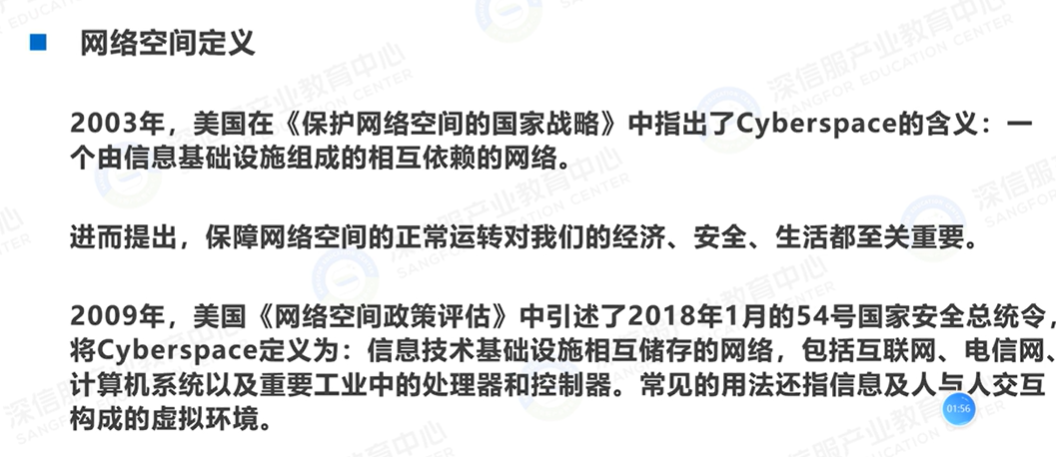 网络空间定义
2003年，美国在《保护网络空间的国家战略》中指出了Cyberspace的含义：一
个由信息基础设施组成的相互依赖的网络。
进而提出，保障网络空间的正常运转对我们的经济、安全、生活都至关重要。
2009年，美国《网络空间政策评估》中引述了2018年1月的54号国家安全总统令，
将Cyberspace定义为：信息技术基础设施相互储存的网络，包括互联网、电信网、
计算机系统以及重要工业中的处理器和控制器。常见的用法还指信息及人与人交互
构成的虚拟环境。
01:56
深信服产业教育中心
SANGFOR EDUCATION CENTER